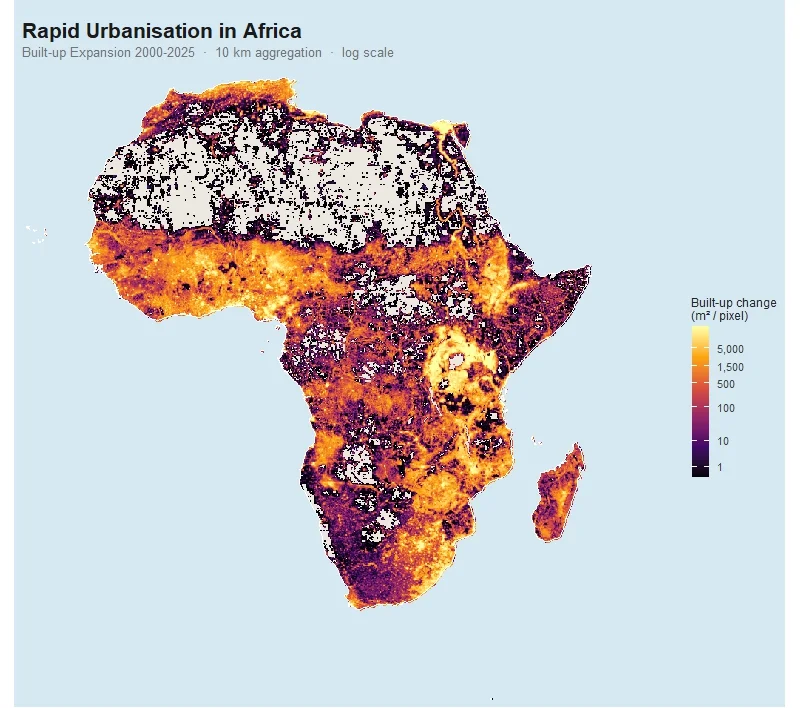 Rapid Urbanisation in Africa
Built-up Expansion 2000-2025 · 10 km aggregation · log scale
Built-up change
(m² / pixel)
5,000
1,500
500
100
10
1